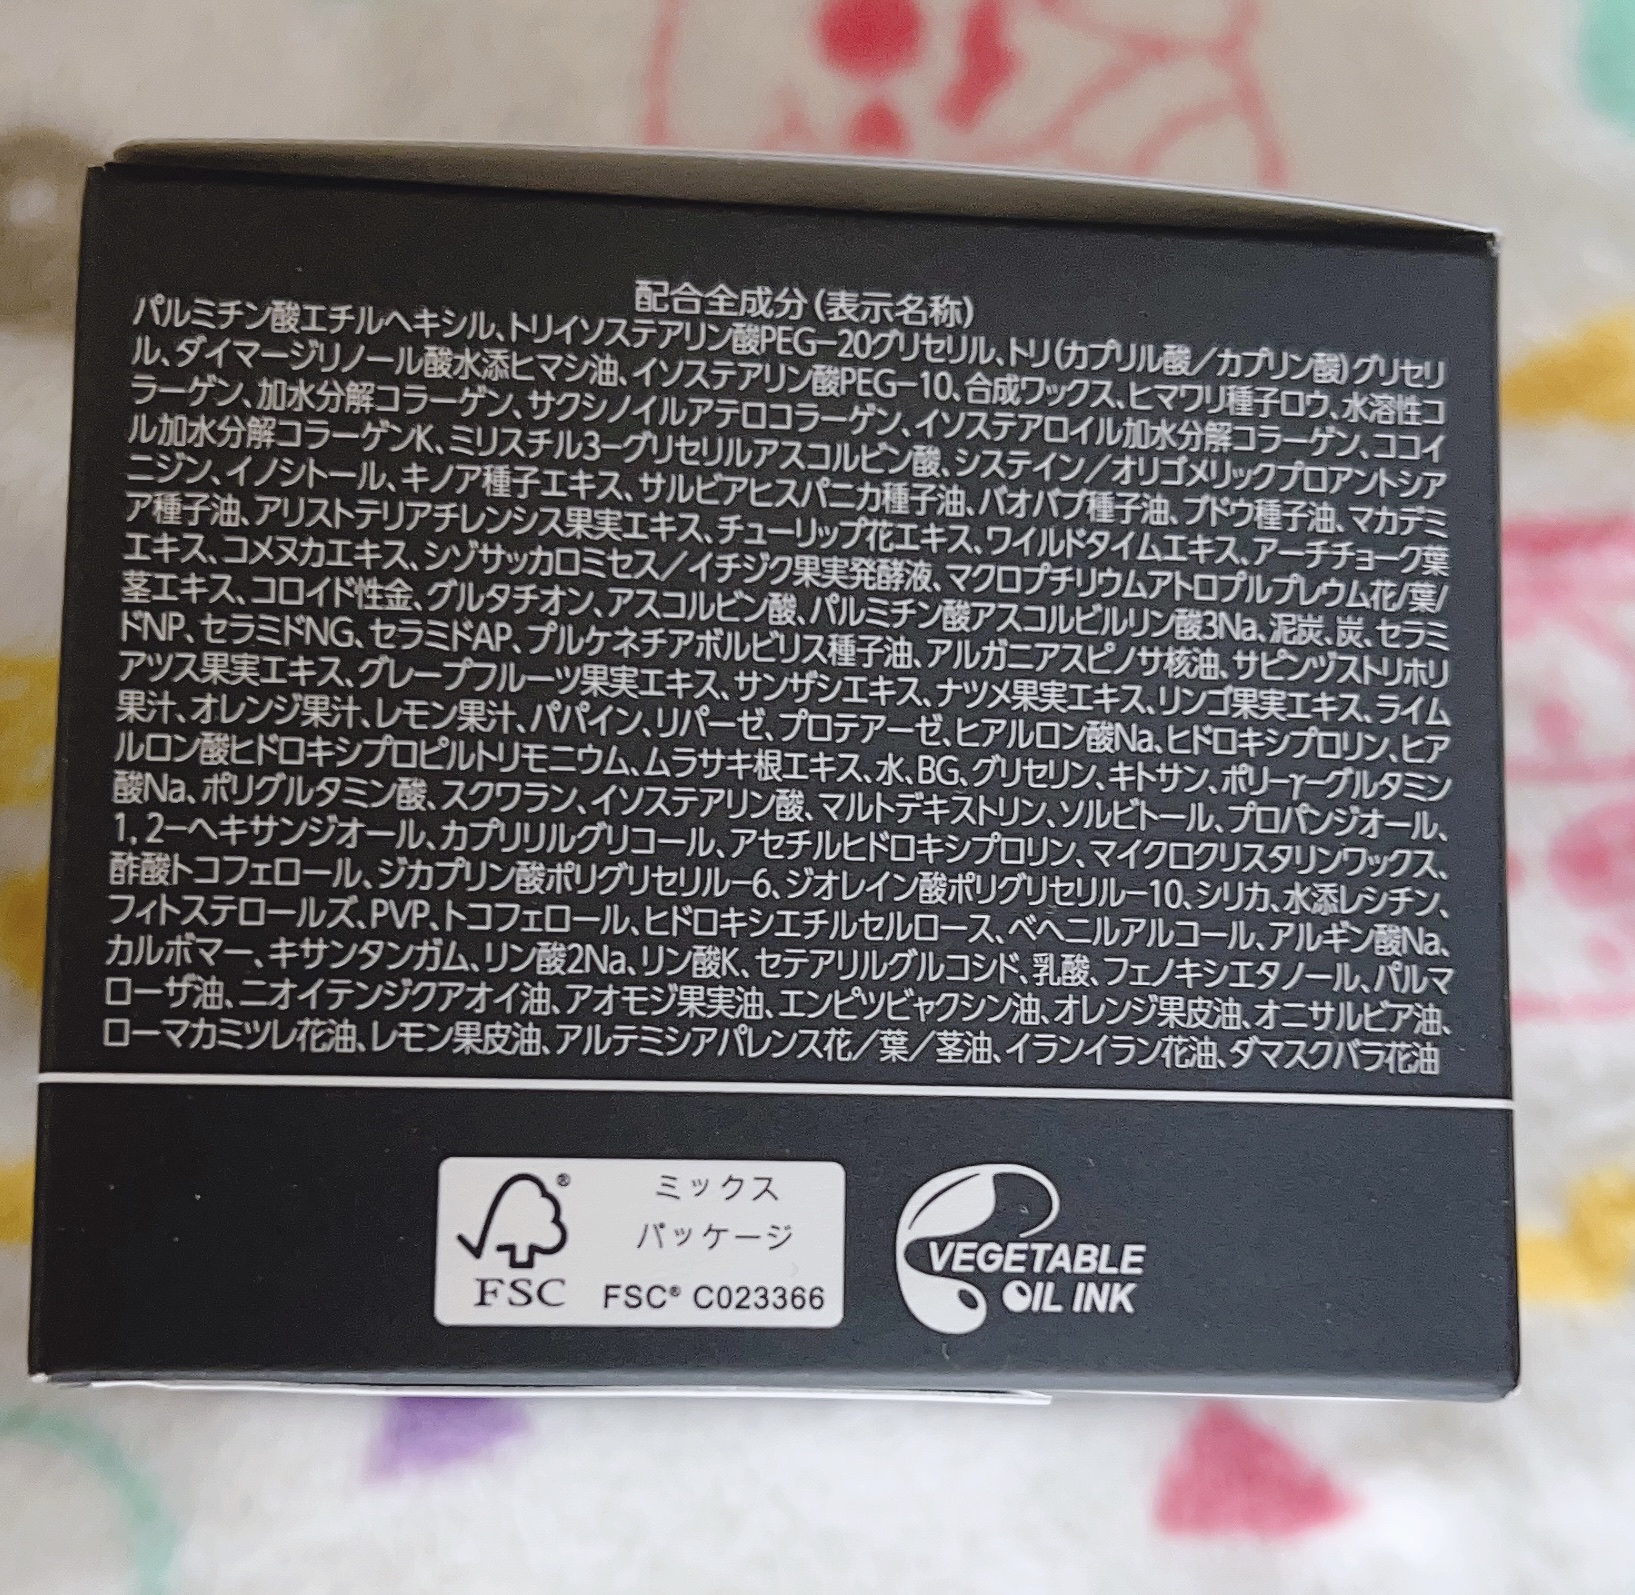 配合全成分(表示名称)
パルミチン酸エチルヘキシル、トリイソステアリン酸PEG−20グリセリル、トリ(カプリル酸／カプリン酸)グリセリ
ル、ダイマージリノール酸水添ヒマシ油、イソステアリン酸PEG−10、合成ワックス、ヒマワリ種子ロウ、水溶性コ
ラーゲン、加水分解コラーゲン、サクシノイルアテロコラーゲン、イソステアロイル加水分解コラーゲン、ココイ
ル加水分解コラーゲンK、ミリスチル3−グリセリルアスコルビン酸、システイン／オリゴメリックプロアントシア
ニジン、イノシトール、キノア種子エキス、サルビアヒスパニカ種子油、バオバブ種子油、ブドウ種子油、マカデミ
ア種子油、アリストテリアチレンシス果実エキス、チューリップ花エキス、ワイルドタイムエキス、アーチチョーク葉
エキス、コメヌカエキス、シゾサッカロミセス／イチジク果実発酵液、マクロプチリウムアトロプルプレウム花/葉/
茎エキス、コロイド性金、グルタチオン、アスコルビン酸、パルミチン酸アスコルビルリン酸3Na、泥炭、炭、セラミ
ドNP、セラミドNG、セラミドAP、プルケネチアボルビリス種子油、アルガニアスピノサ核油、サピンヅストリホリ
アツス果実エキス、グレープフルーツ果実エキス、サンザシエキス、ナツメ果実エキス、リンゴ果実エキス、ライム
果汁、オレンジ果汁、レモン果汁、パパイン、リパーゼ、プロテアーゼ、ヒアルロン酸Na、ヒドロキシプロリン、ヒア
ルロン酸ヒドロキシプロピルトリモニウム、ムラサキ根エキス、水、BG、グリセリン、キトサン、ポリ−γ−グルタミン
酸Na、ポリグルタミン酸、スクワラン、イソステアリン酸、マルトデキストリン、ソルビトール、プロパンジオール、
1,2−ヘキサンジオール、カプリリルグリコール、アセチルヒドロキシプロリン、マイクロクリスタリンワックス、
酢酸トコフェロール、ジカプリン酸ポリグリセリル−6、ジオレイン酸ポリグリセリル−10、シリカ、水添レシチン、
フィトステロールズ、PVP、トコフェロール、ヒドロキシエチルセルロース、ベヘニルアルコール、アルギン酸Na、
カルボマー、キサンタンガム、リン酸2Na、リン酸K、セテアリルグルコシド、乳酸、フェノキシエタノール、パルマ
ローザ油、ニオイテンジクアオイ油、アオモジ果実油、エンピツビャクシン油、オレンジ果皮油、オニサルビア油、
ローマカミツレ花油、レモン果皮油、アルテミシアパレンス花／葉／茎油、イランイラン花油、ダマスクバラ花油
ミックス
パッケージ
FSC
FSC® C023366
VEGETABLE
OIL INK